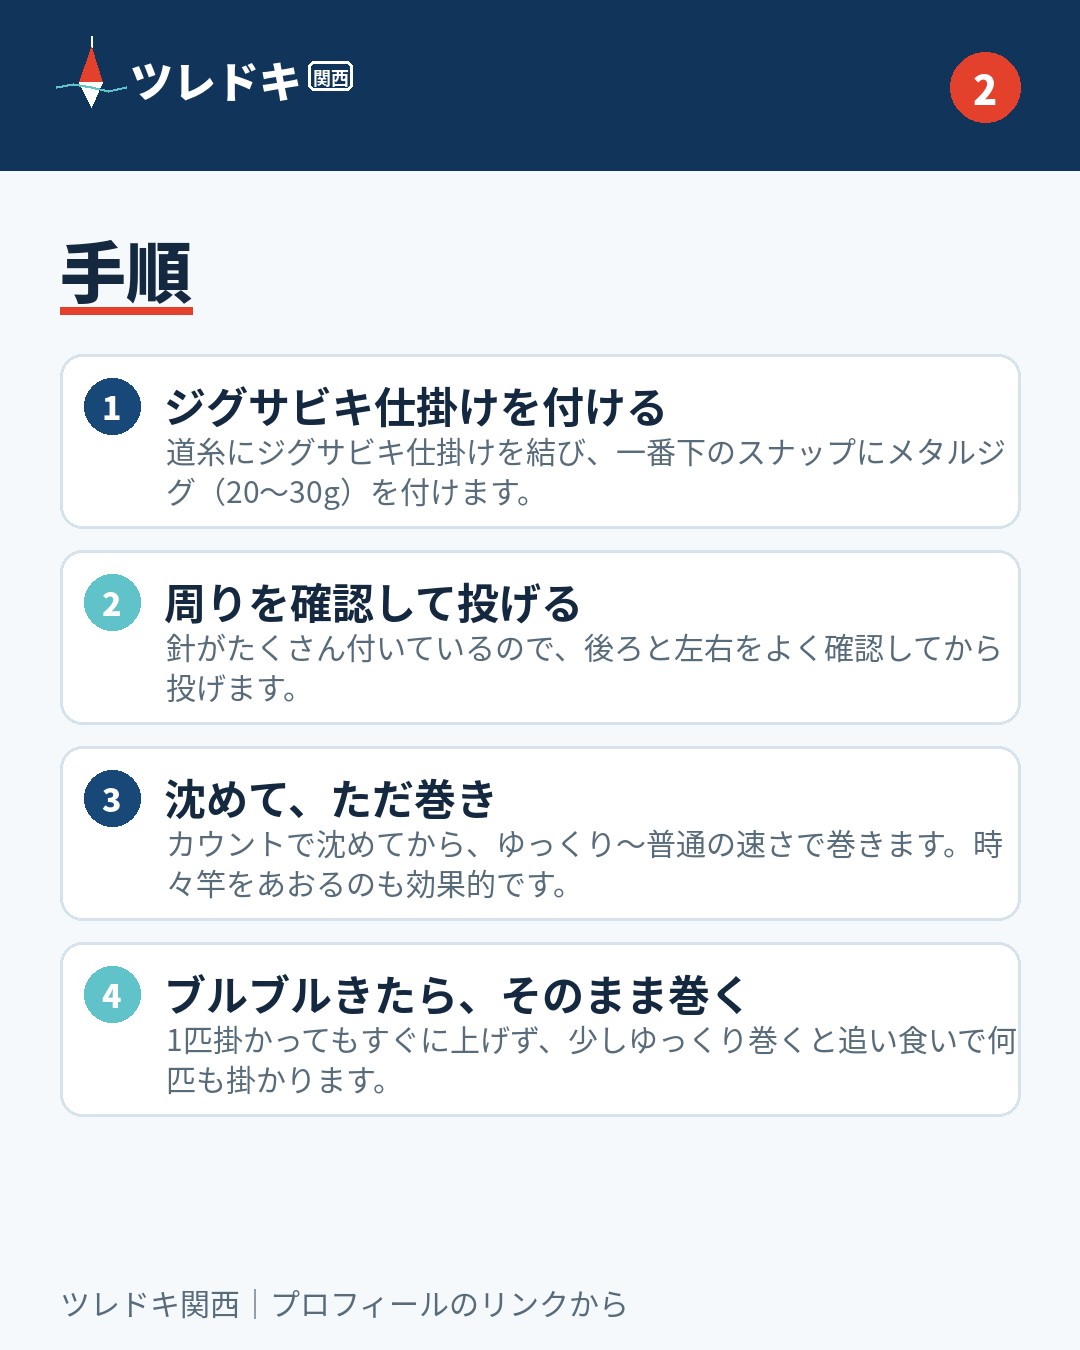 ツレドキ 関西
2
手順
1 ジグサビキ仕掛けを付ける
道糸にジグサビキ仕掛けを結び、一番下のスナップにメタルジ
グ（20〜30g）を付けます。
2 周りを確認して投げる
針がたくさん付いているので、後ろと左右をよく確認してから
投げます。
3 沈めて、ただ巻き
カウントで沈めてから、ゆっくり〜普通の速さで巻きます。時
々竿をあおるのも効果的です。
4 ブルブルきたら、そのまま巻く
1匹掛かってもすぐに上げず、少しゆっくり巻くと追い食いで何
匹も掛かります。
ツレドキ関西｜プロフィールのリンクから